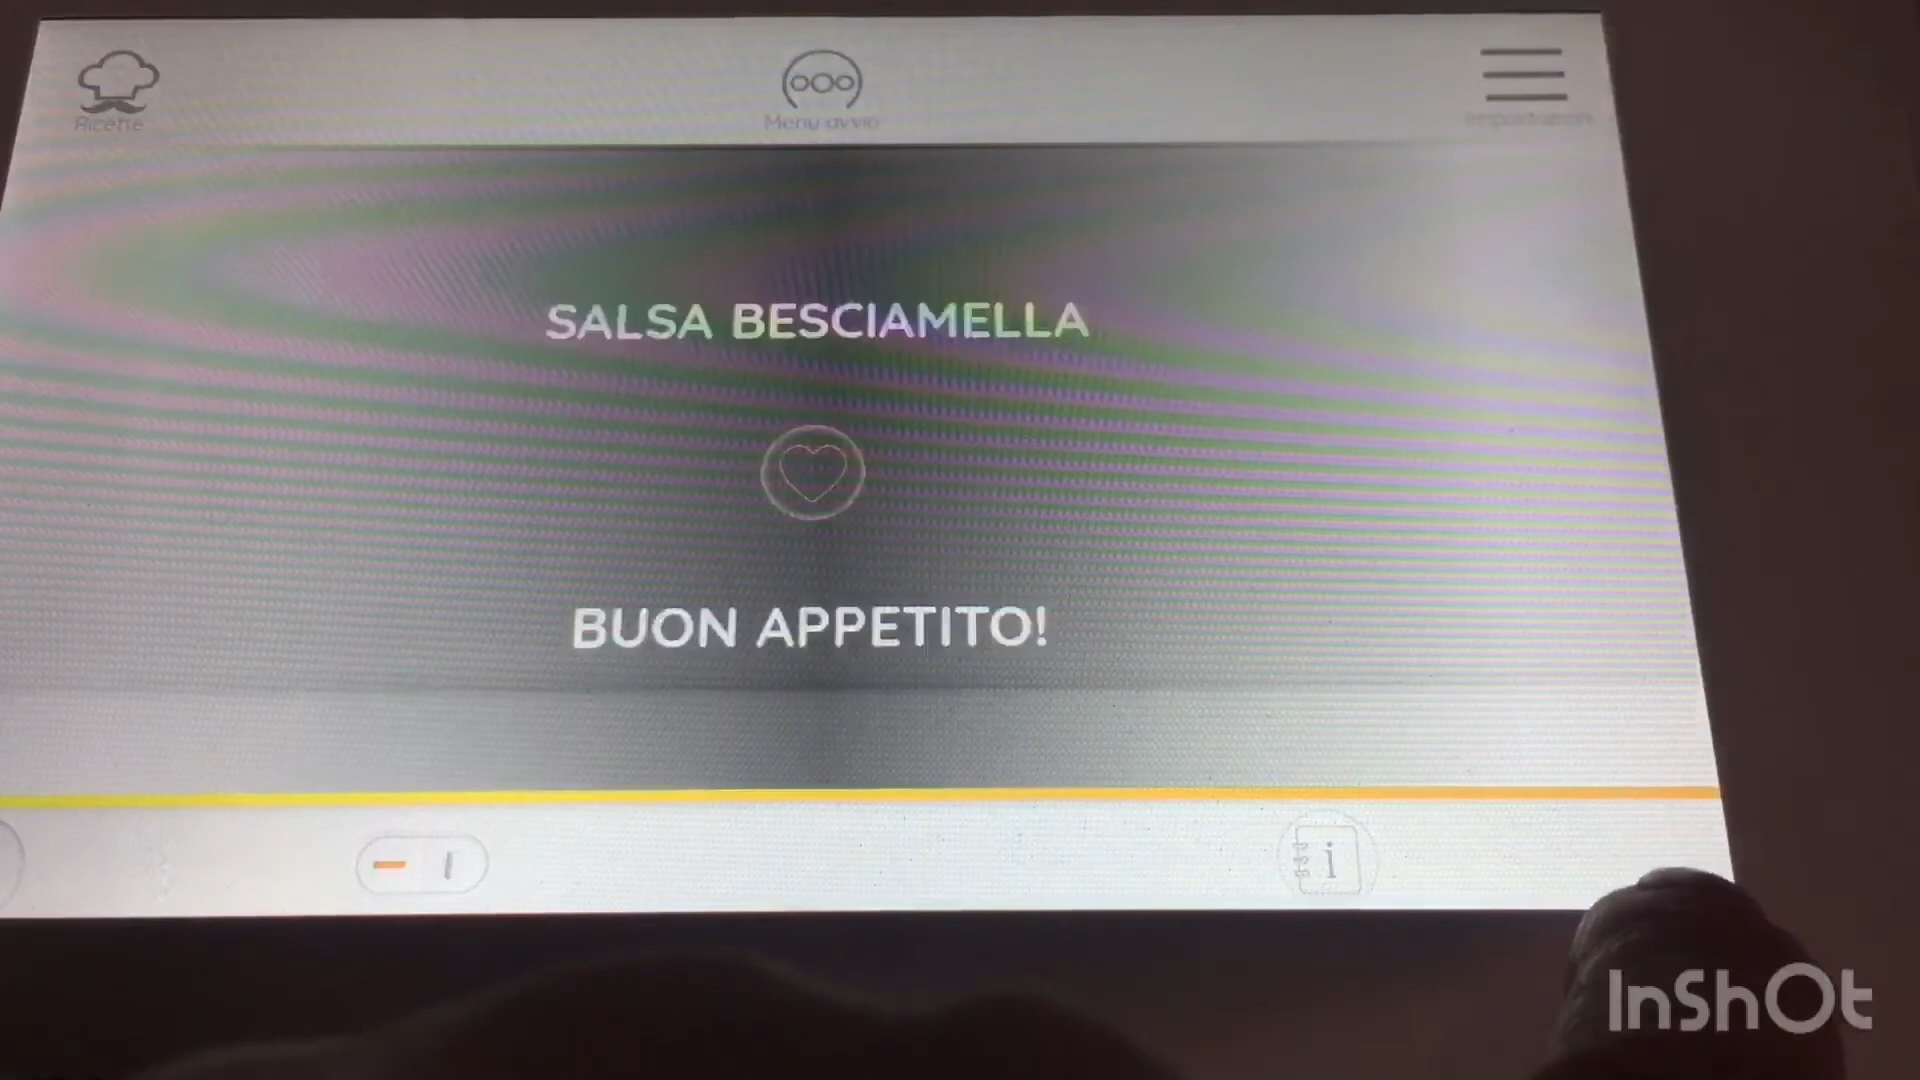 Ricette
Menu avvio
SALSA BESCIAMELLA
BUON APPETITO!
i
InShOt